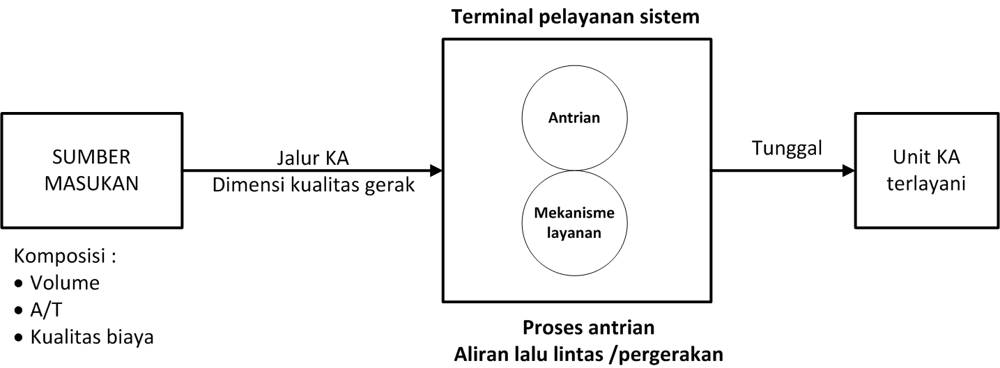 Terminal pelayanan sistem
SUMBER
MASUKAN
Jalur KA
Dimensi kualitas gerak
Antrian
Mekanisme
layanan
Tunggal
Unit KA
terlayani
Komposisi :
• Volume
• A/T
• Kualitas biaya
Proses antrian
Aliran lalu lintas /pergerakan